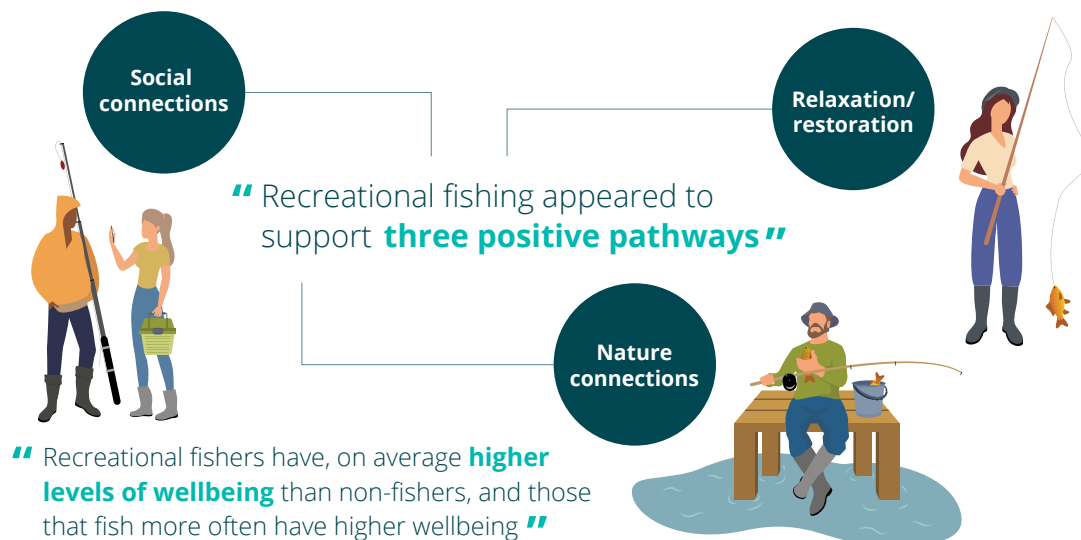 Social
connections
Relaxation/
restoration
“ Recreational fishing appeared to
support three positive pathways ”
Nature
connections
“ Recreational fishers have, on average higher
levels of wellbeing than non-fishers, and those
that fish more often have higher wellbeing ”